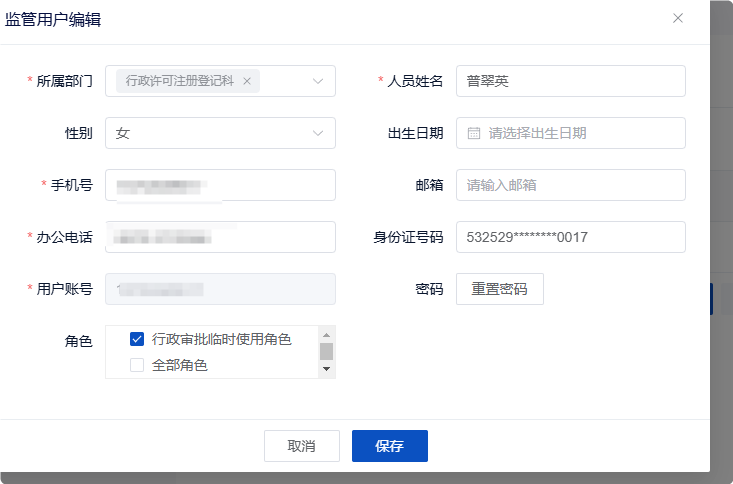 监管用户编辑
* 所属部门 行政许可注册登记科 × * 人员姓名 普翠英
性别 女 出生日期 请选择出生日期
* 手机号 邮箱 请输入邮箱
* 办公电话 身份证号码 532529********0017
* 用户账号 密码 重置密码
角色 行政审批临时使用角色
全部角色
取消 保存